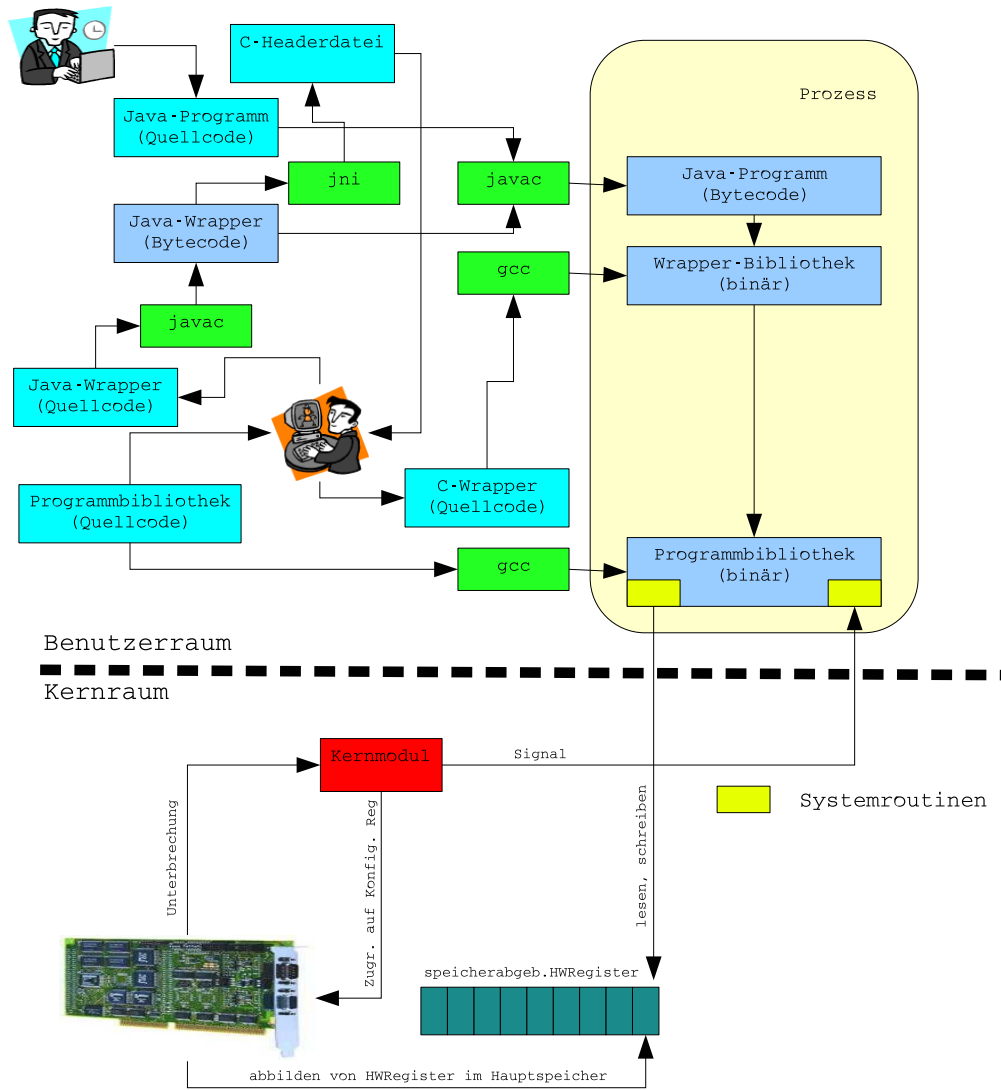 C-Headerdatei
Prozess
Java-Programm
(Quellcode)
jni
javac
Java-Programm
(Bytecode)
Java-Wrapper
(Bytecode)
gcc
Wrapper-Bibliothek
(binär)
javac
Java-Wrapper
(Quellcode)
Programmbibliothek
(Quellcode)
C-Wrapper
(Quellcode)
gcc
Programmbibliothek
(binär)
Benutzerraum
Kernraum
Kernmodul
Signal
Systemroutinen
Unterbrechung
Zugr. auf Konfig. Reg
lesen, schreiben
speicherabgeb.HWRegister
abbilden von HWRegister im Hauptspeicher